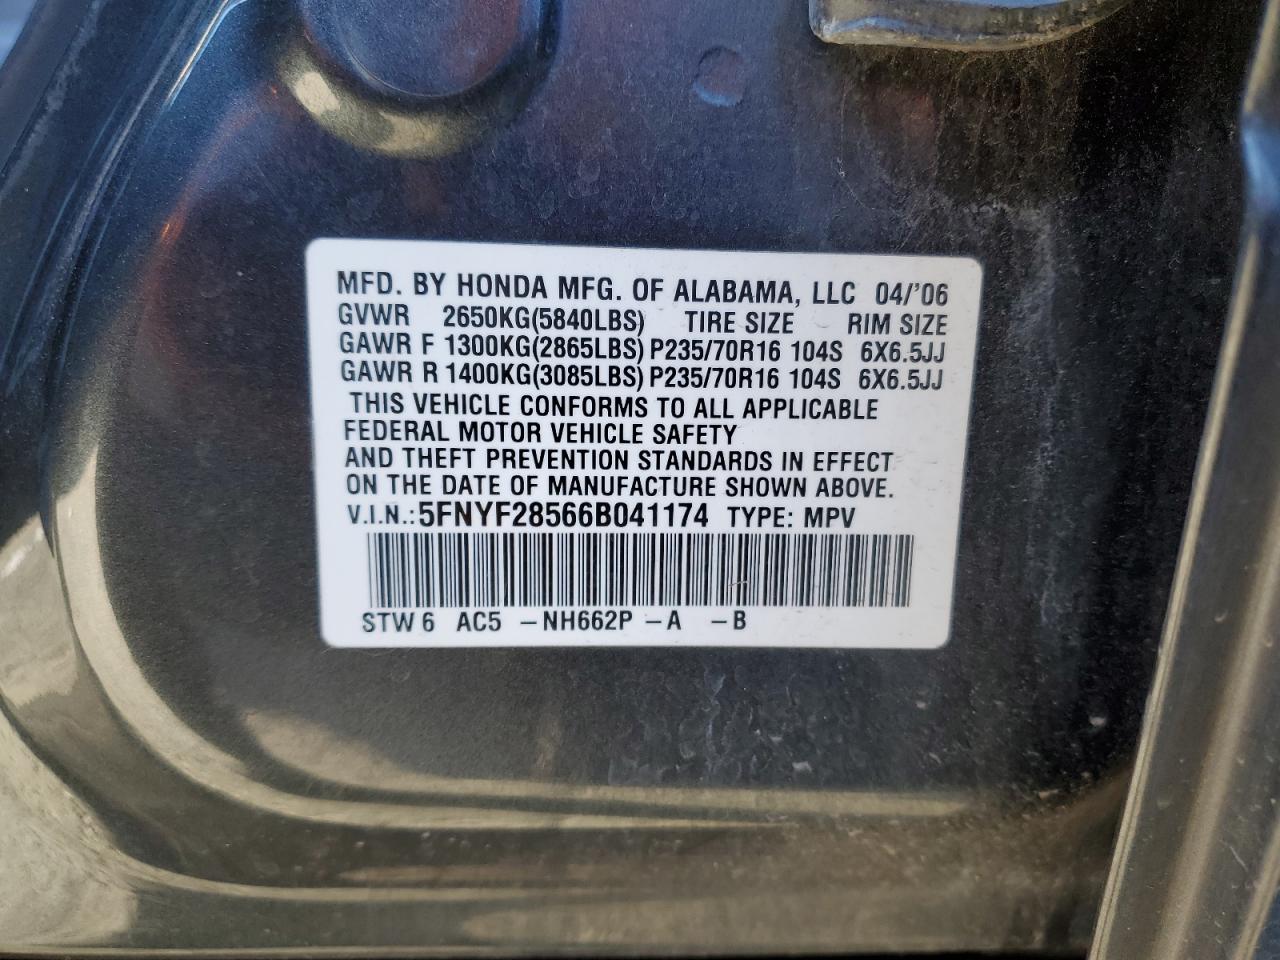 MFD. BY HONDA MFG. OF ALABAMA, LLC 04/'06
GVWR 2650KG(5840LBS) TIRE SIZE RIM SIZE
GAWR F 1300KG(2865LBS) P235/70R16 104S 6X6.5JJ
GAWR R 1400KG(3085LBS) P235/70R16 104S 6X6.5JJ
THIS VEHICLE CONFORMS TO ALL APPLICABLE
FEDERAL MOTOR VEHICLE SAFETY
AND THEFT PREVENTION STANDARDS IN EFFECT
ON THE DATE OF MANUFACTURE SHOWN ABOVE.
V.I.N.:5FNYF28566B041174 TYPE: MPV
STW 6 AC5 -NH662P -A -B